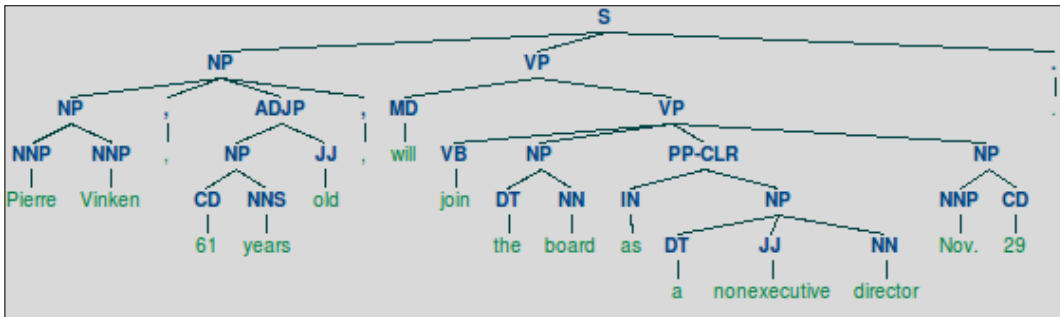 S
NP VP .
NP , ADJP , MD VP .
NNP NNP , NP JJ , will VB NP PP-CLR NP
Pierre Vinken CD NNS old join DT NN IN NP NNP CD
61 years the board as DT JJ NN Nov. 29
a nonexecutive director